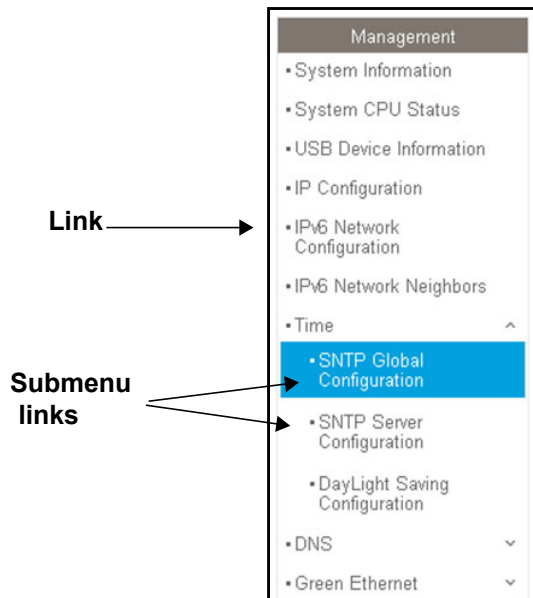 Management
System Information
System CPU Status
USB Device Information
IP Configuration
Link
IPv6 Network
Configuration
IPv6 Network Neighbors
Time
SNTP Global
Configuration
Submenu
links
SNTP Server
Configuration
DayLight Saving
Configuration
DNS
Green Ethernet